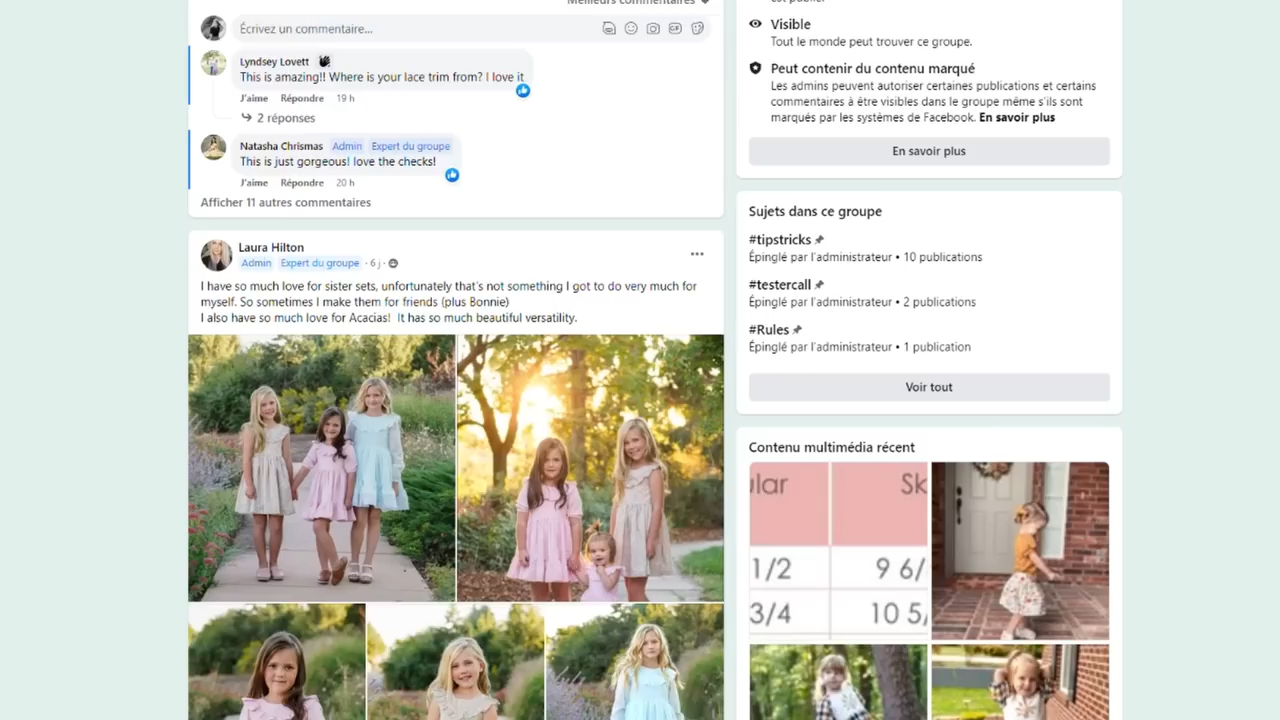 Écrivez un commentaire...
Lyndsey Lovett
This is amazing!! Where is your lace trim from? I love it
J'aime Répondre 19 h
2 réponses
Natasha Chrismas Admin Expert du groupe
This is just gorgeous! love the checks!
J'aime Répondre 20 h
Afficher 11 autres commentaires
Laura Hilton
Admin Expert du groupe · 6 j ·
I have so much love for sister sets, unfortunately that's not something I got to do very much for
myself. So sometimes I make them for friends (plus Bonnie)
I also have so much love for Acacias! It has so much beautiful versatility.
Visible
Tout le monde peut trouver ce groupe.
Peut contenir du contenu marqué
Les admins peuvent autoriser certaines publications et certains
commentaires à être visibles dans le groupe même s'ils sont
marqués par les systèmes de Facebook. En savoir plus
En savoir plus
Sujets dans ce groupe
#tipstricks
Épinglé par l'administrateur • 10 publications
#testercall
Épinglé par l'administrateur • 2 publications
#Rules
Épinglé par l'administrateur • 1 publication
Voir tout
Contenu multimédia récent
ular Sk
1/2 9 6/
3/4 10 5/